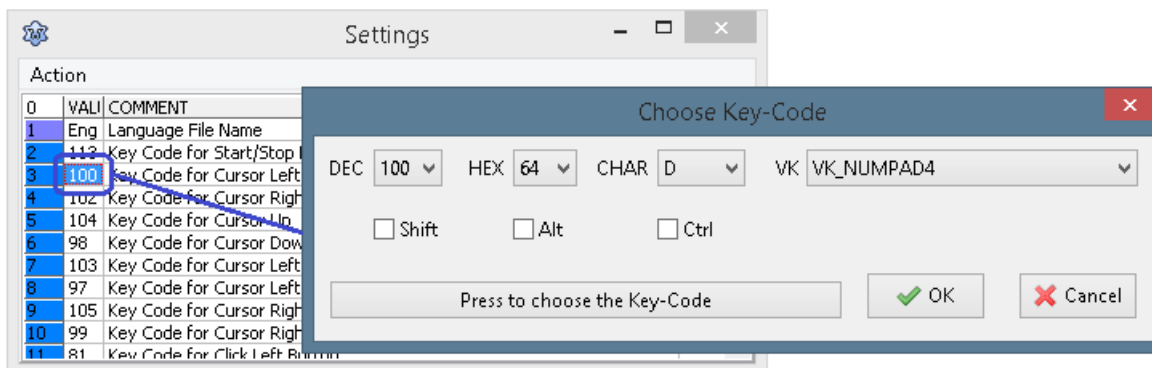 Settings
Action
0 VALU COMMENT
1 Eng Language File Name
2 113 Key Code for Start/Stop
3 100 Key Code for Cursor Left
4 102 Key Code for Cursor Righ
5 104 Key Code for Cursor Up
6 98 Key Code for Cursor Dow
7 103 Key Code for Cursor Left
8 97 Key Code for Cursor Left
9 105 Key Code for Cursor Righ
10 99 Key Code for Cursor Righ
11 81 Key Code for Click Left Button
Choose Key-Code
DEC 100 HEX 64 CHAR D VK VK_NUMPAD4
Shift Alt Ctrl
Press to choose the Key-Code OK Cancel